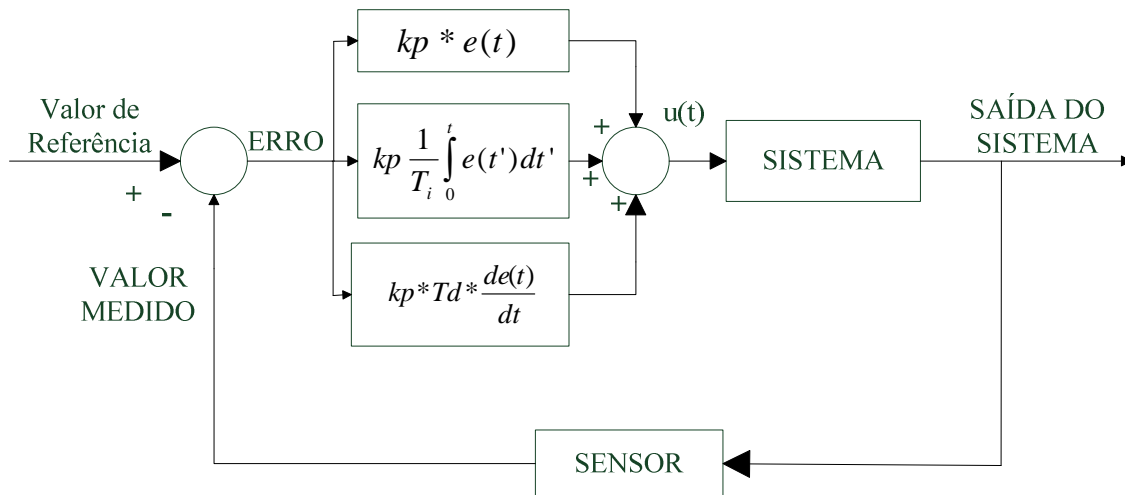 kp * e(t)
Valor de
Referência
ERRO
u(t)
SAÍDA DO
SISTEMA
+
kp 1/T_i ∫_0^t e(t')dt'
+
SISTEMA
+
-
+
VALOR
MEDIDO
kp*Td*de(t)/dt
SENSOR